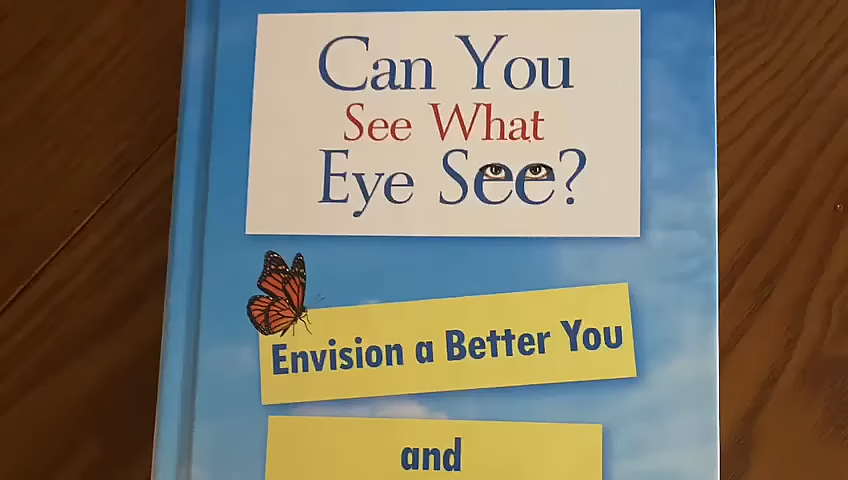 Can You
See What
Eye See?
Envision a Better You
and